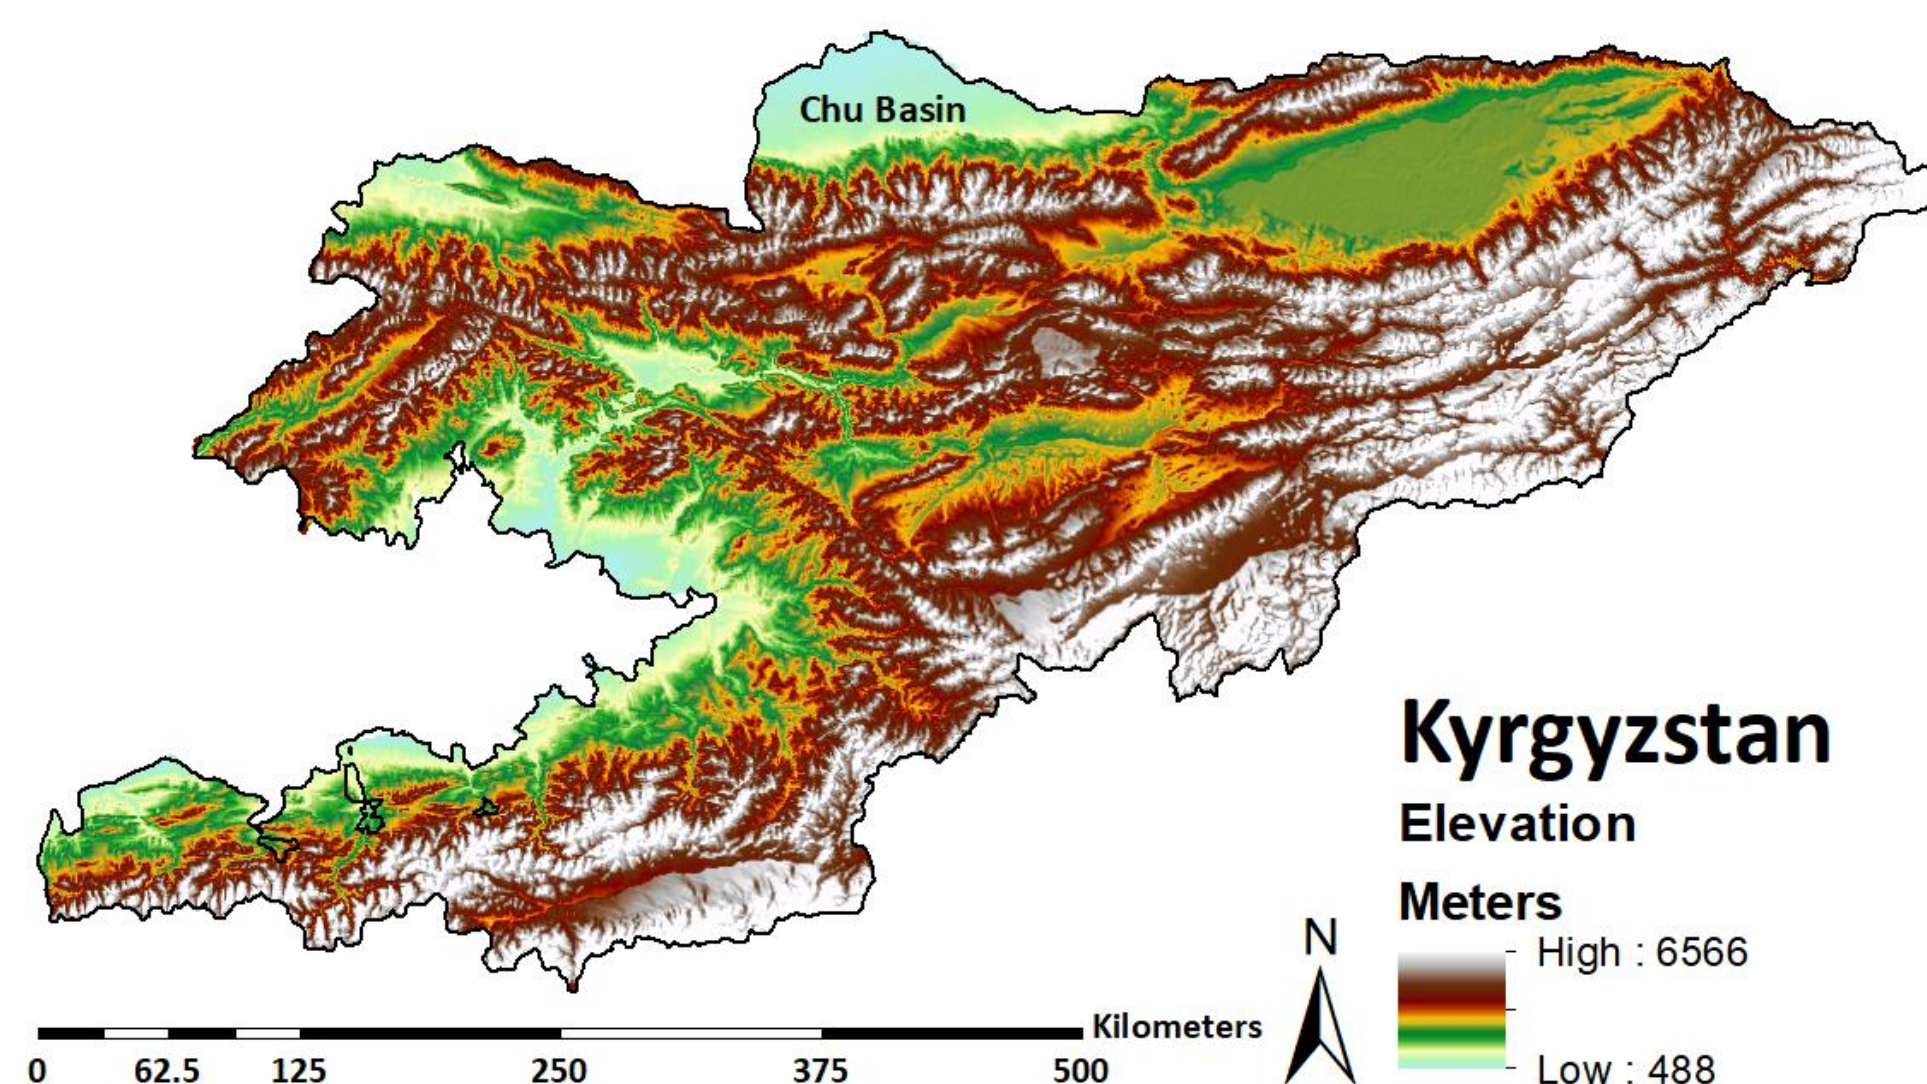 Chu Basin
Kyrgyzstan
Elevation
Meters
High : 6566
Low : 488
N
Kilometers
0 62.5 125 250 375 500